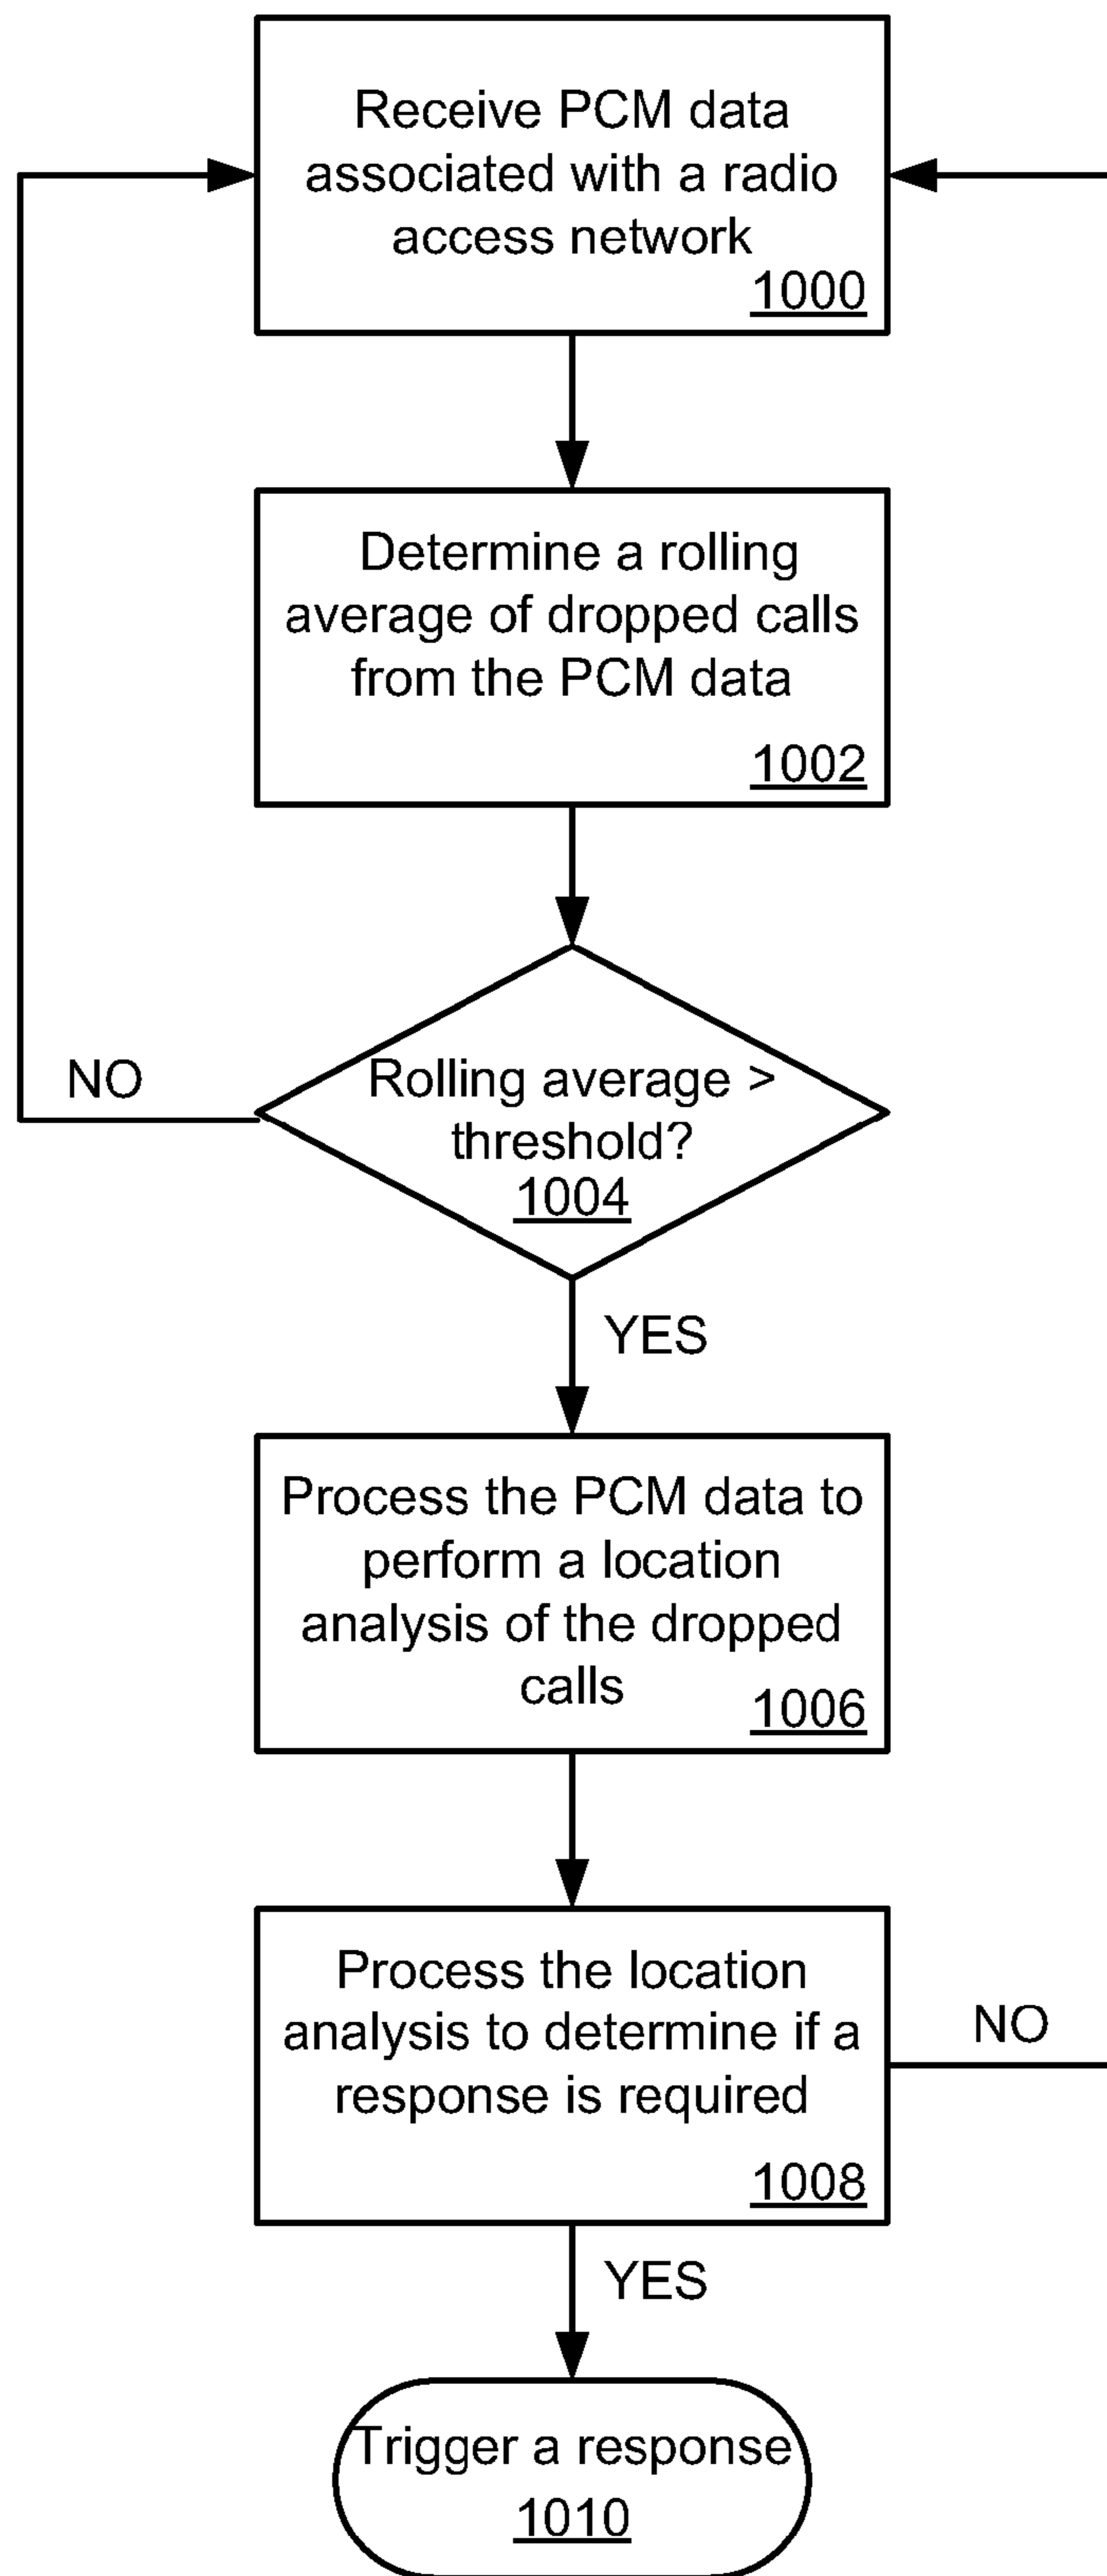 Receive PCM data
associated with a radio
access network
1000
Determine a rolling
average of dropped calls
from the PCM data
1002
Rolling average >
threshold?
1004
NO
YES
Process the PCM data to
perform a location
analysis of the dropped
calls
1006
Process the location
analysis to determine if a
response is required
1008
NO
YES
Trigger a response
1010